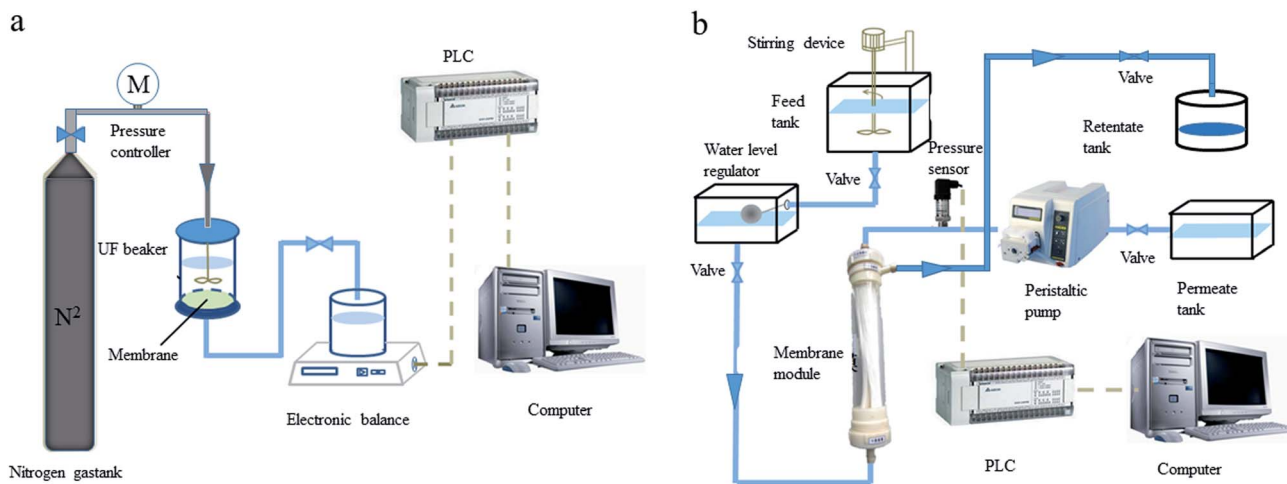 a
M
Pressure
controller
PLC
UF beaker
N²
Membrane
Electronic balance
Computer
Nitrogen gastank
b
Stirring device
Feed
tank
Valve
Retentate
tank
Water level
regulator
Pressure
sensor
Valve
Valve
Valve
Peristaltic
pump
Permeate
tank
Membrane
module
PLC
Computer